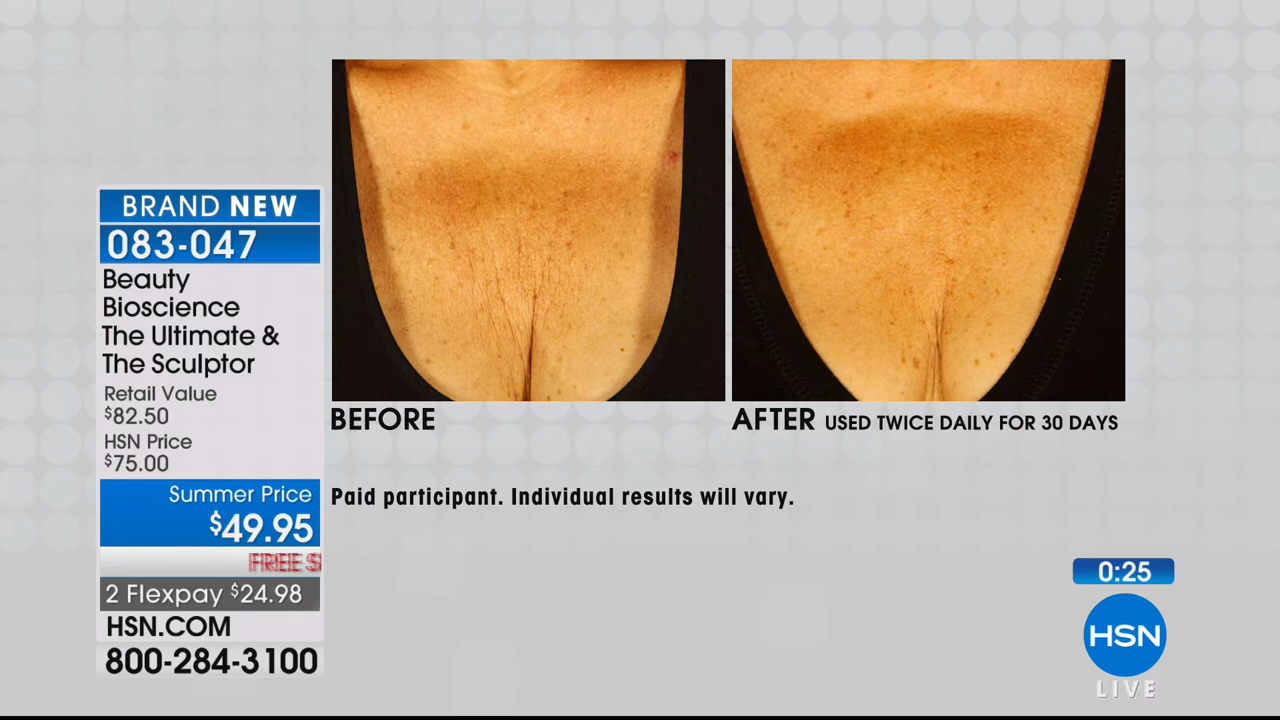 BRAND NEW
083-047
Beauty
Bioscience
The Ultimate &
The Sculptor
Retail Value
$82.50
HSN Price
$75.00
Summer Price
$49.95
FREE S
2 Flexpay $24.98
HSN.COM
800-284-3100
BEFORE
AFTER USED TWICE DAILY FOR 30 DAYS
Paid participant. Individual results will vary.
0:25
HSN
LIVE